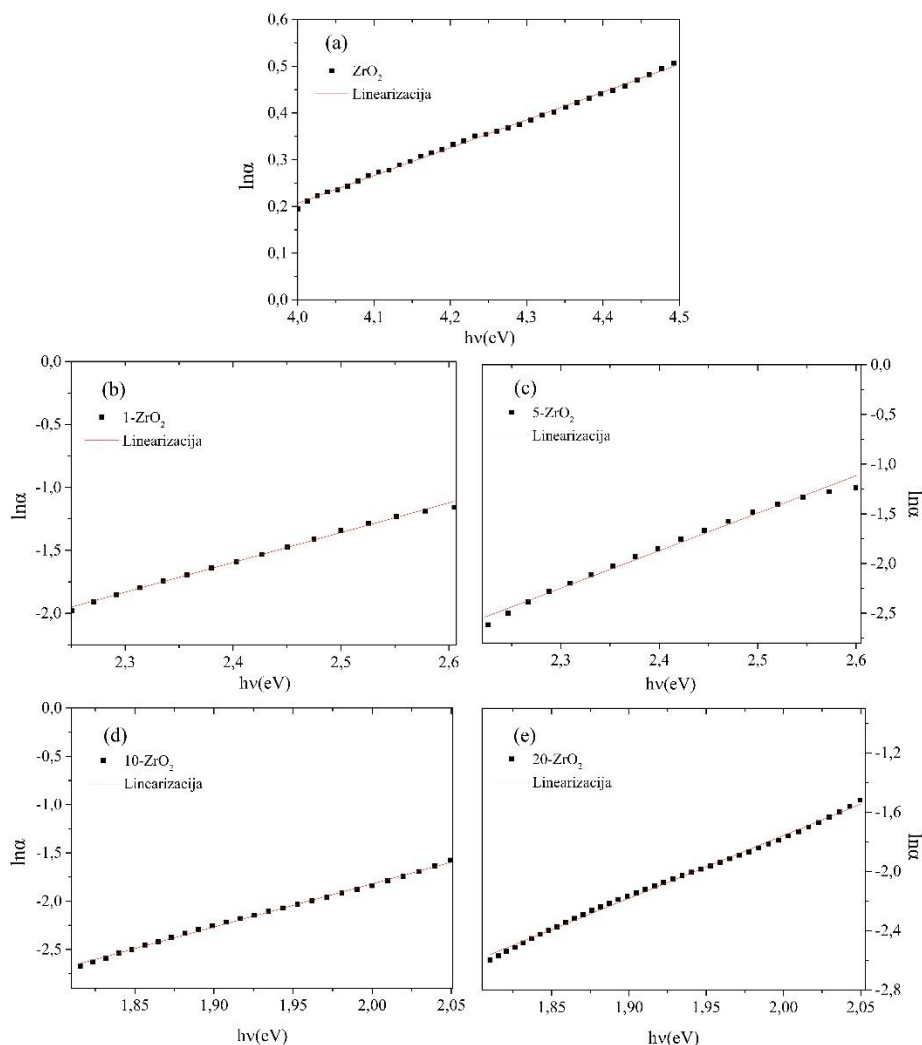 (a)
ZrO₂
Linearizacija
lnα
0,6
0,5
0,4
0,3
0,2
0,1
0,0
4,0 4,1 4,2 4,3 4,4 4,5
hν(eV)
(b)
1-ZrO₂
Linearizacija
lnα
0,0
-0,5
-1,0
-1,5
-2,0
2,3 2,4 2,5 2,6
hν(eV)
(c)
5-ZrO₂
Linearizacija
0,0
-0,5
-1,0
-1,5
-2,0
-2,5
lnα
2,3 2,4 2,5 2,6
hν(eV)
(d)
10-ZrO₂
Linearizacija
lnα
0,0
-0,5
-1,0
-1,5
-2,0
-2,5
1,85 1,90 1,95 2,00 2,05
hν(eV)
(e)
20-ZrO₂
Linearizacija
-1,2
-1,6
-2,0
-2,4
-2,8
lnα
1,85 1,90 1,95 2,00 2,05
hν(eV)